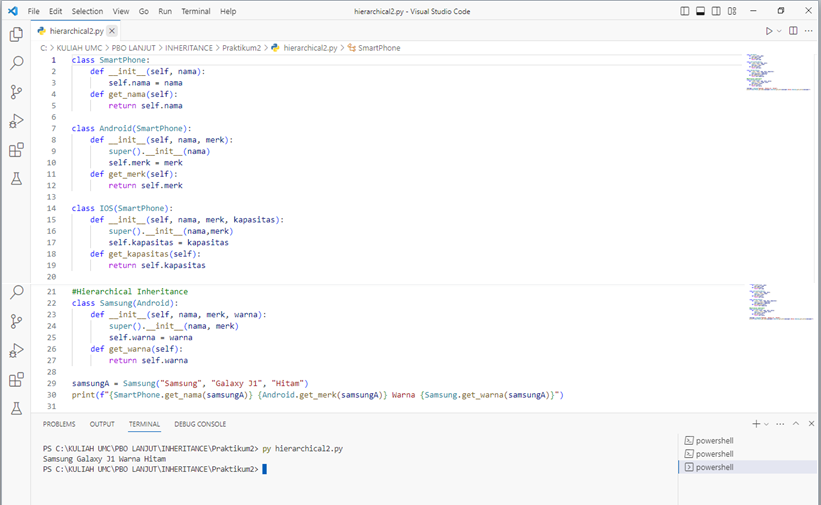 File Edit Selection View Go Run Terminal Help hierarchical2.py - Visual Studio Code
hierarchical2.py
C: > KULIAH UMC > PBO LANJUT > INHERITANCE > Praktikum2 > hierarchical2.py > SmartPhone
1 class SmartPhone:
2 def __init__(self, nama):
3 self.nama = nama
4 def get_nama(self):
5 return self.nama
6
7 class Android(SmartPhone):
8 def __init__(self, nama, merk):
9 super().__init__(nama)
10 self.merk = merk
11 def get_merk(self):
12 return self.merk
13
14 class IOS(SmartPhone):
15 def __init__(self, nama, merk, kapasitas):
16 super().__init__(nama,merk)
17 self.kapasitas = kapasitas
18 def get_kapasitas(self):
19 return self.kapasitas
20
21 #Hierarchical Inheritance
22 class Samsung(Android):
23 def __init__(self, nama, merk, warna):
24 super().__init__(nama, merk)
25 self.warna = warna
26 def get_warna(self):
27 return self.warna
28
29 samsungA = Samsung("Samsung", "Galaxy J1", "Hitam")
30 print(f"{SmartPhone.get_nama(samsungA)} {Android.get_merk(samsungA)} Warna {Samsung.get_warna(samsungA)}")
31
PROBLEMS OUTPUT TERMINAL DEBUG CONSOLE
PS C:\KULIAH UMC\PBO LANJUT\INHERITANCE\Praktikum2> py hierarchical2.py
Samsung Galaxy J1 Warna Hitam
PS C:\KULIAH UMC\PBO LANJUT\INHERITANCE\Praktikum2>
powershell
powershell
powershell